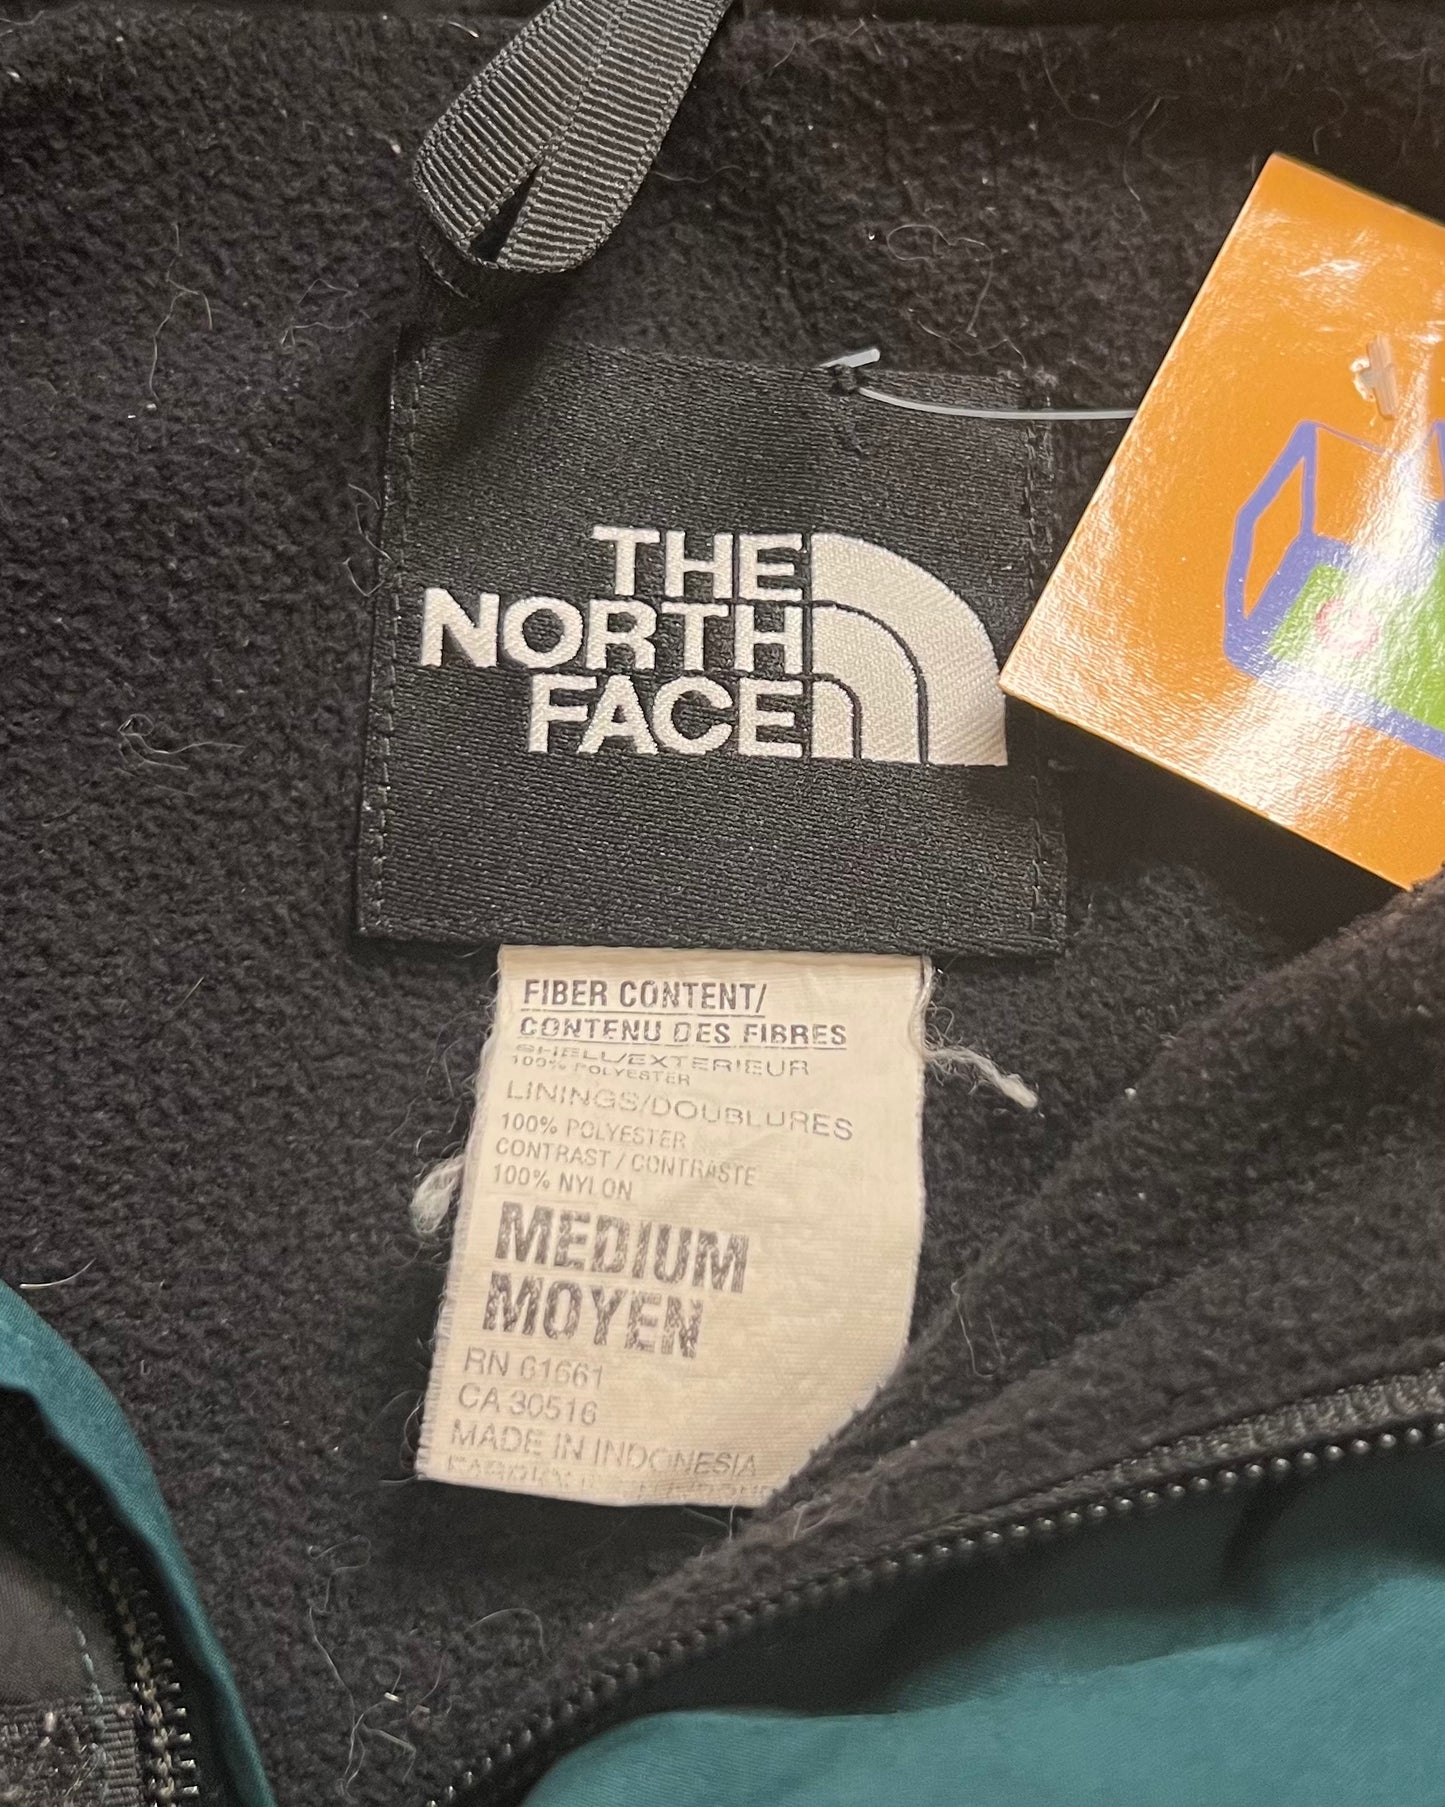 THE
NORTH
FACE
FIBER CONTENT/
CONTENU DES FIBRES
SHELL/EXTERIEUR
100% POLYESTER
LININGS/DOUBLURES
100% POLYESTER
CONTRAST / CONTRASTE
100% NYLON
MEDIUM
MOYEN
RN 61661
CA 30516
MADE IN INDONESIA